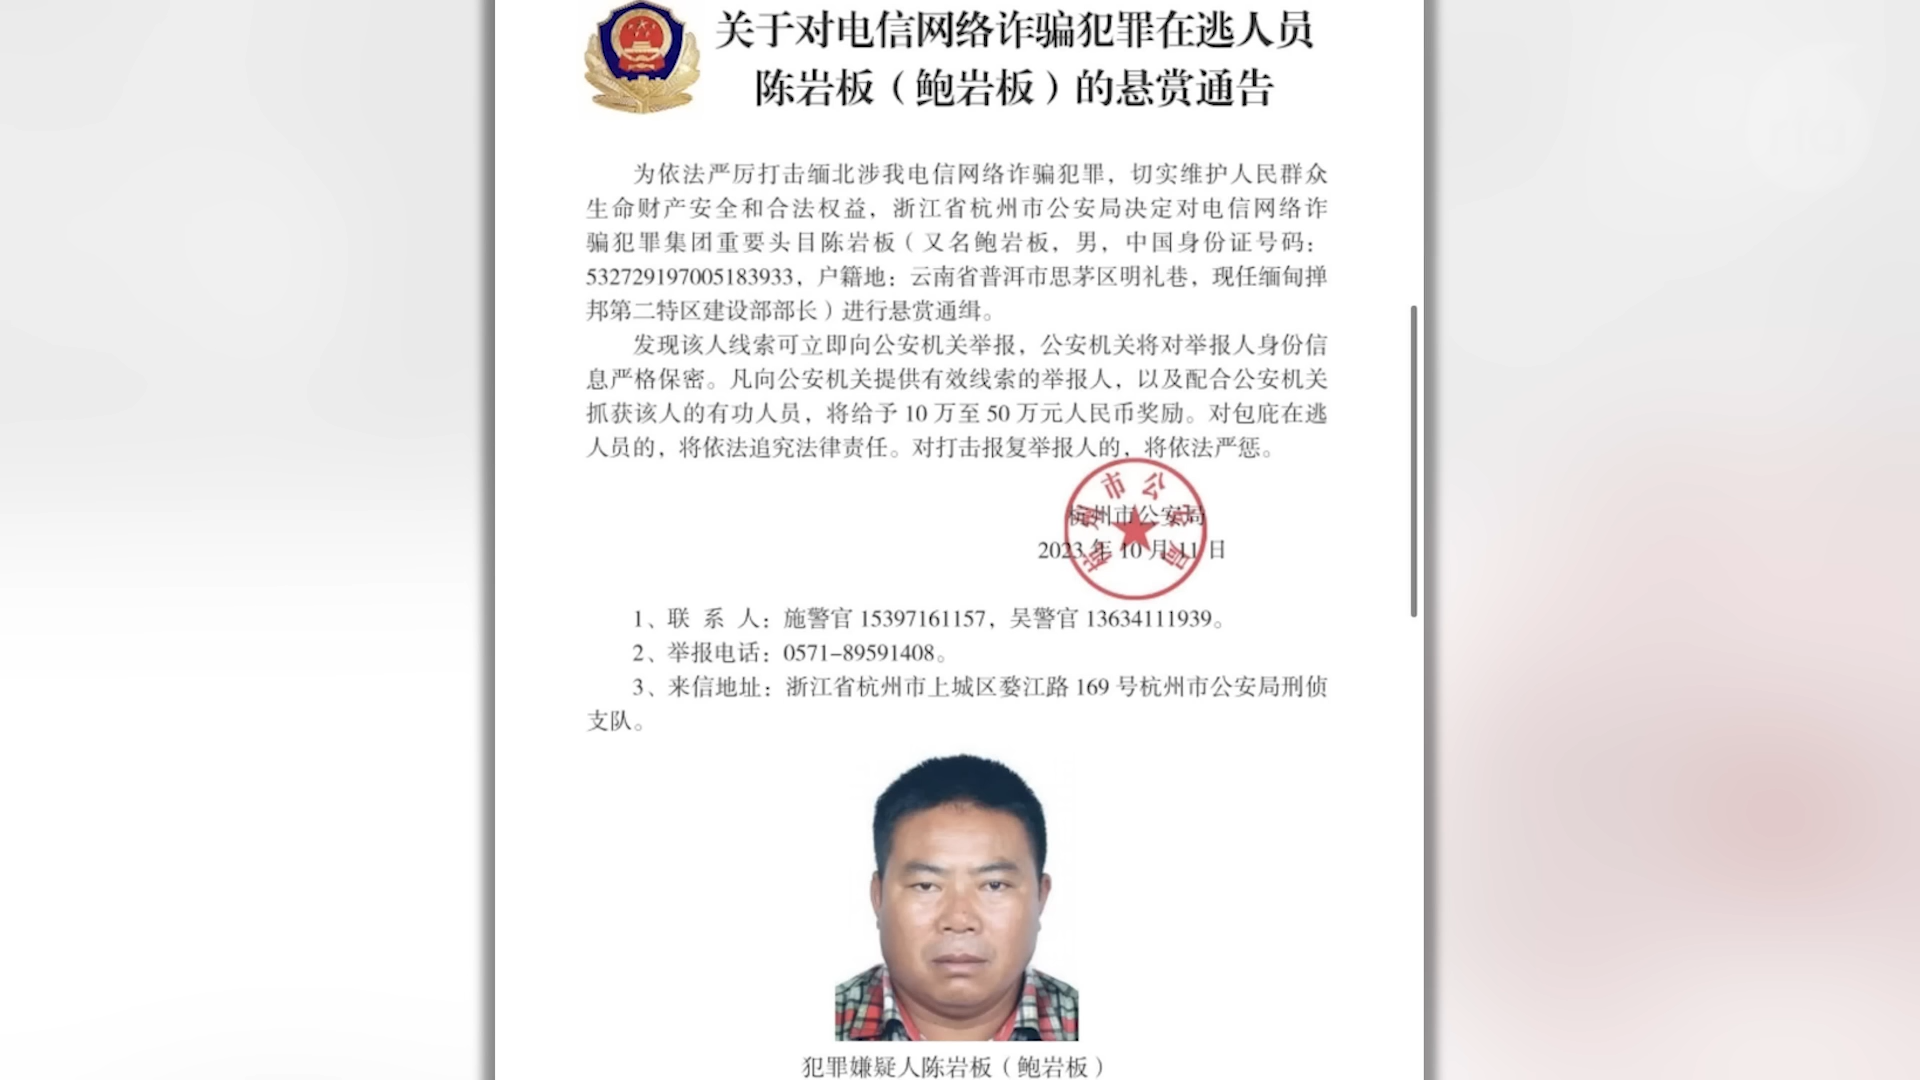 关于对电信网络诈骗犯罪在逃人员
陈岩板（鲍岩板）的悬赏通告
为依法严厉打击缅北涉我电信网络诈骗犯罪，切实维护人民群众
生命财产安全和合法权益，浙江省杭州市公安局决定对电信网络诈
骗犯罪集团重要头目陈岩板（又名鲍岩板，男，中国身份证号码：
532729197005183933，户籍地：云南省普洱市思茅区明礼巷，现任缅甸掸
邦第二特区建设部部长）进行悬赏通缉。
发现该人线索可立即向公安机关举报，公安机关将对举报人身份信
息严格保密。凡向公安机关提供有效线索的举报人，以及配合公安机关
抓获该人的有功人员，将给予 10 万至 50 万元人民币奖励。对包庇在逃
人员的，将依法追究法律责任。对打击报复举报人的，将依法严惩。
杭州市公安局
杭州市公安局
2023 年 10 月 11 日
1、联 系 人：施警官 15397161157，吴警官 13634111939。
2、举报电话：0571-89591408。
3、来信地址：浙江省杭州市上城区婺江路 169 号杭州市公安局刑侦
支队。
犯罪嫌疑人陈岩板（鲍岩板）